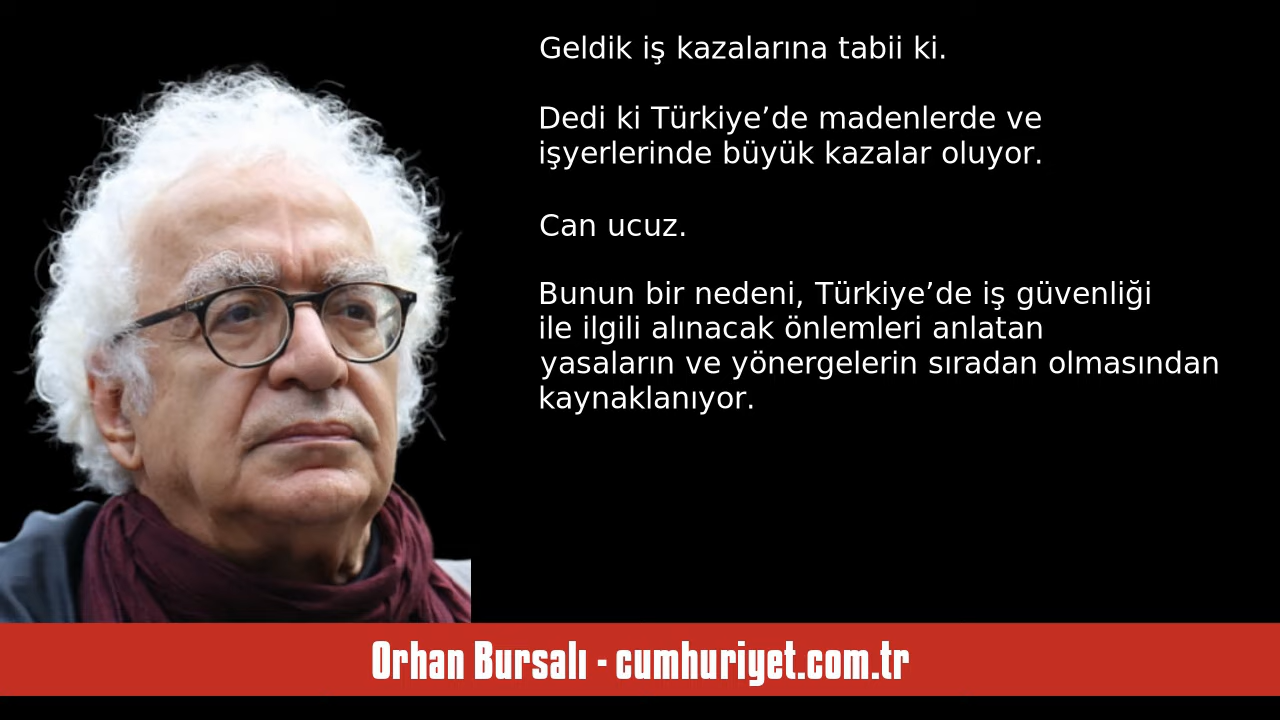 Geldik iş kazalarına tabii ki.
Dedi ki Türkiye’de madenlerde ve
işyerlerinde büyük kazalar oluyor.
Can ucuz.
Bunun bir nedeni, Türkiye’de iş güvenliği
ile ilgili alınacak önlemleri anlatan
yasaların ve yönergelerin sıradan olmasından
kaynaklanıyor.
Orhan Bursalı - cumhuriyet.com.tr